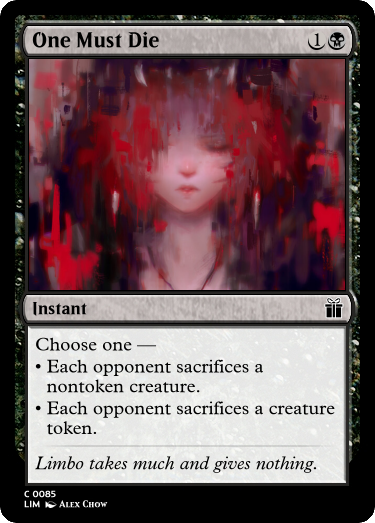 One Must Die 1
Instant
Choose one —
• Each opponent sacrifices a
nontoken creature.
• Each opponent sacrifices a creature
token.
Limbo takes much and gives nothing.
C 0085
LIM Alex Chow